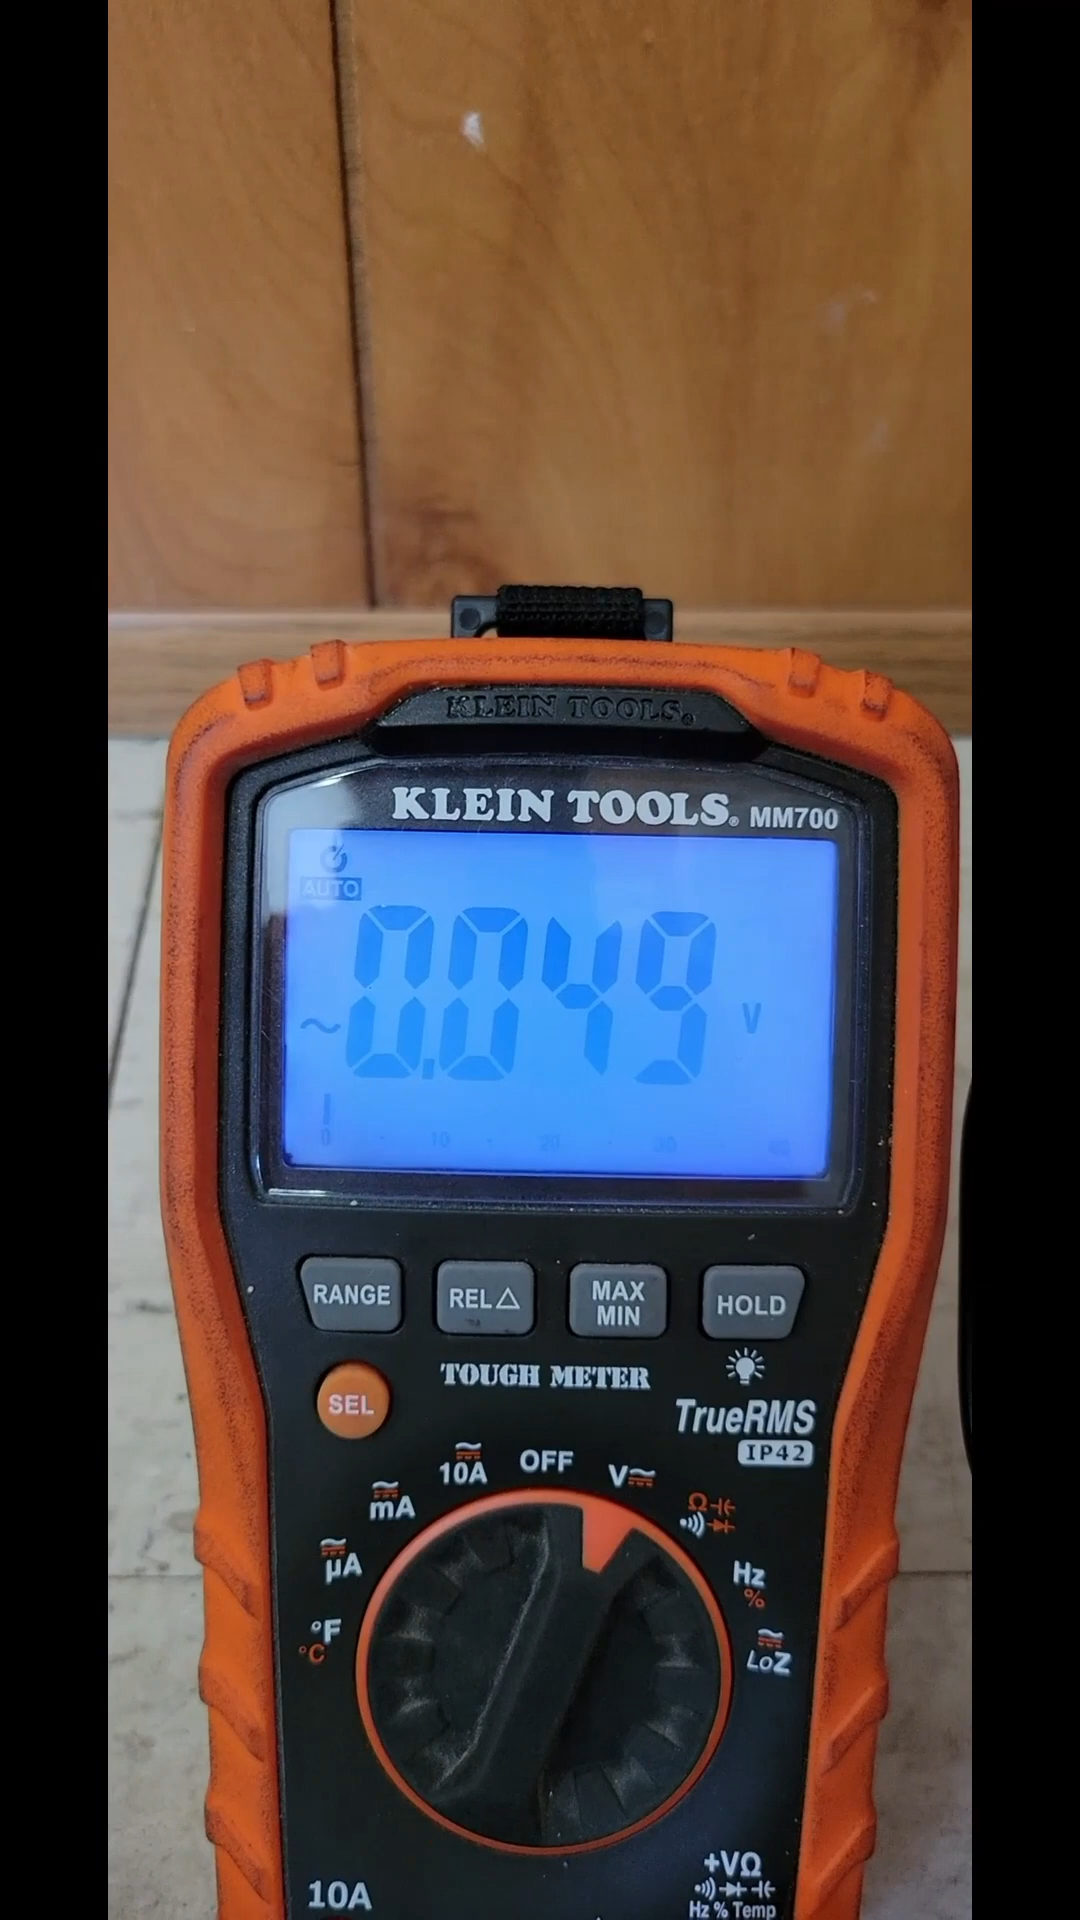 KLEIN TOOLS®
KLEIN TOOLS® MM700
AUTO
~0.049 V
0 10 20 30 40
RANGE REL△ MAX MIN HOLD
TOUGH METER
SEL
TrueRMS
IP42
10A OFF V
mA Ω
µA Hz %
°F °C LoZ
+VΩ
10A
Hz % Temp